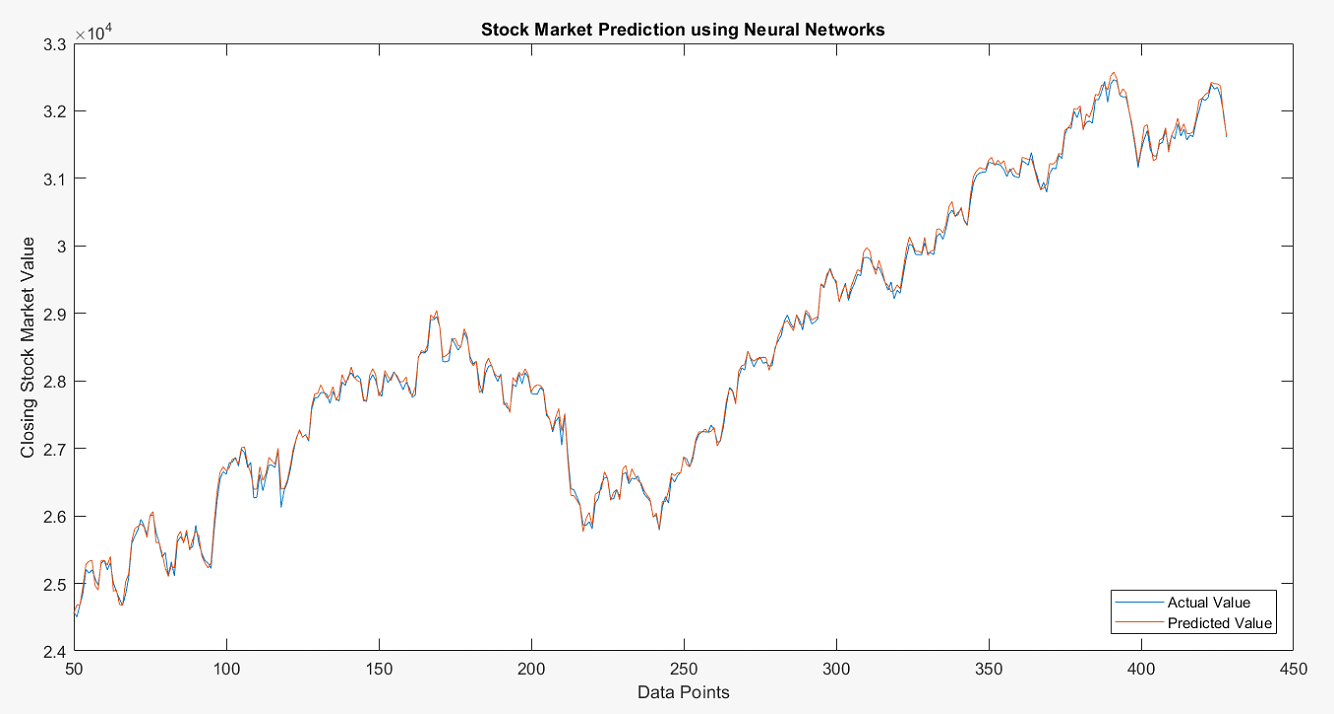 Stock Market Prediction using Neural Networks
×10⁴
3.3
3.2
3.1
3
2.9
2.8
2.7
2.6
2.5
2.4
Closing Stock Market Value
50 100 150 200 250 300 350 400 450
Data Points
Actual Value
Predicted Value